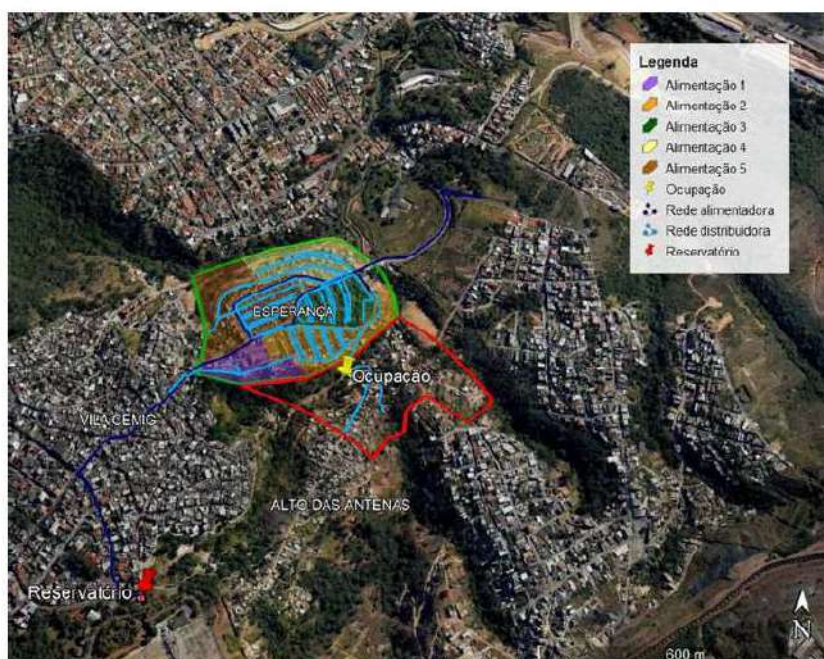 Legenda
Alimentação 1
Alimentação 2
Alimentação 3
Alimentação 4
Alimentação 5
Ocupação
Rede alimentadora
Rede distribuidora
Reservatório
ESPERANÇA
Ocupação
VILA CEMIG
ALTO DAS ANTENAS
Reservatório
N
600 m